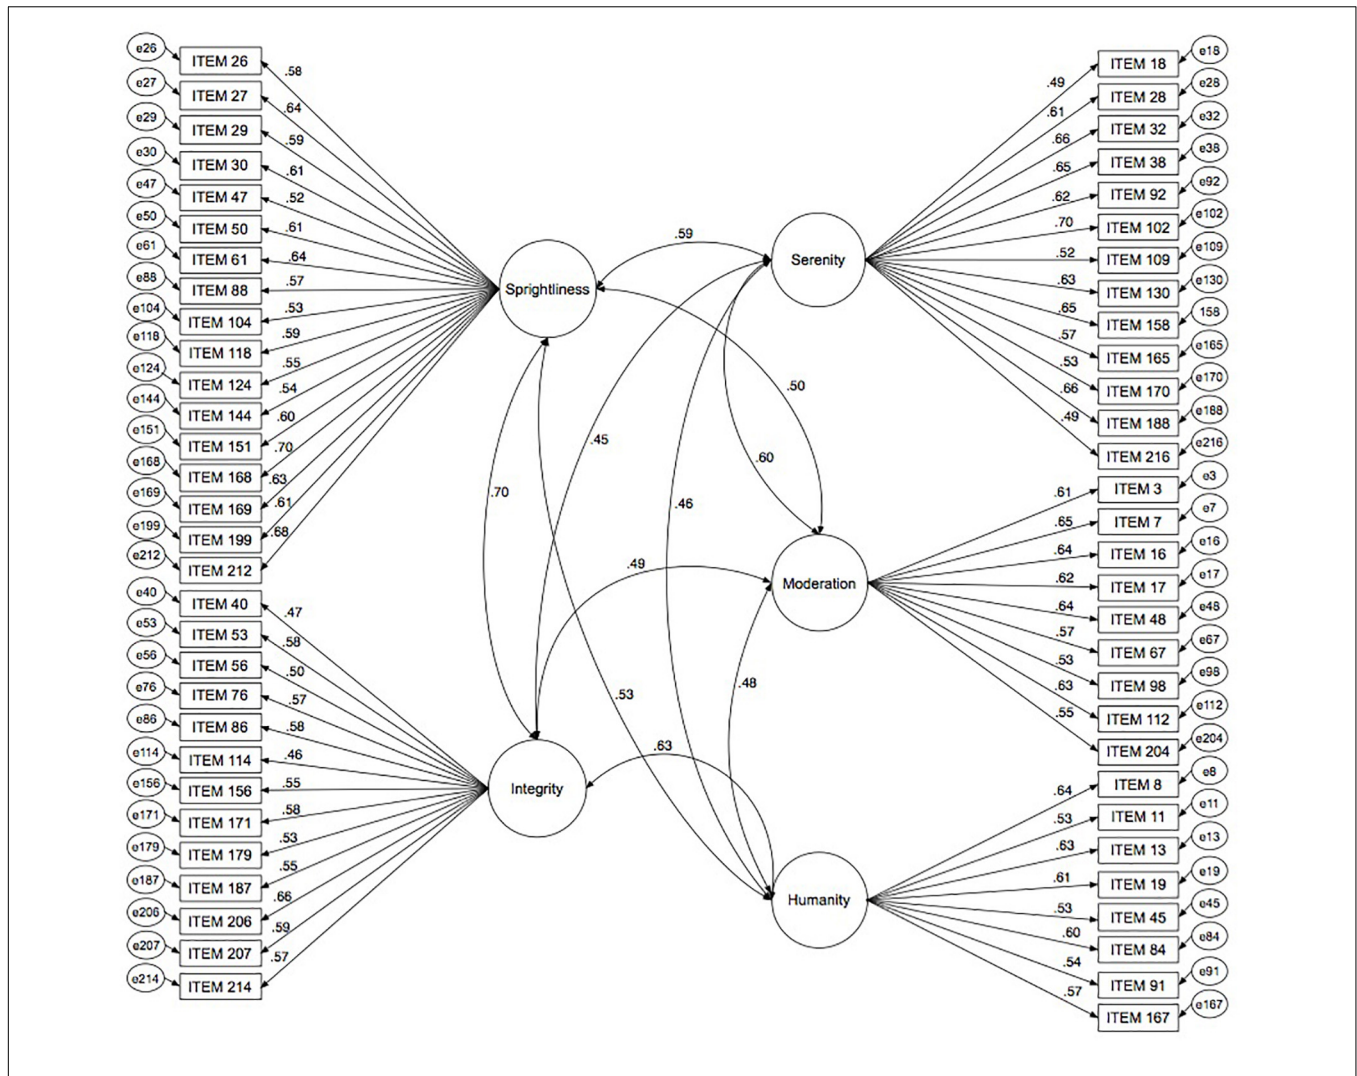 e26 ITEM 26 .58
e27 ITEM 27 .64
e29 ITEM 29 .59
e30 ITEM 30 .61
e47 ITEM 47 .52
e50 ITEM 50 .61
e61 ITEM 61 .64
e88 ITEM 88 .57
e104 ITEM 104 .53
e118 ITEM 118 .59
e124 ITEM 124 .55
e144 ITEM 144 .54
e151 ITEM 151 .60
e168 ITEM 168 .70
e169 ITEM 169 .63
e199 ITEM 199 .61
e212 ITEM 212 .68
e40 ITEM 40 .47
e53 ITEM 53 .58
e56 ITEM 56 .50
e76 ITEM 76 .57
e86 ITEM 86 .58
e114 ITEM 114 .46
e156 ITEM 156 .55
e171 ITEM 171 .58
e179 ITEM 179 .53
e187 ITEM 187 .55
e206 ITEM 206 .66
e207 ITEM 207 .59
e214 ITEM 214 .57
Sprightliness
Integrity
.59
.50
.45
.60
.70
.46
.49
.53
.48
.63
Serenity
Moderation
Humanity
.49 ITEM 18 e18
.61 ITEM 28 e28
.66 ITEM 32 e32
.65 ITEM 38 e38
.62 ITEM 92 e92
.70 ITEM 102 e102
.52 ITEM 109 e109
.63 ITEM 130 e130
.65 ITEM 158 158
.57 ITEM 165 e165
.53 ITEM 170 e170
.66 ITEM 188 e188
.49 ITEM 216 e216
.61 ITEM 3 e3
.65 ITEM 7 e7
.64 ITEM 16 e16
.62 ITEM 17 e17
.64 ITEM 48 e48
.57 ITEM 67 e67
.53 ITEM 98 e98
.63 ITEM 112 e112
.55 ITEM 204 e204
.64 ITEM 8 e8
.53 ITEM 11 e11
.63 ITEM 13 e13
.61 ITEM 19 e19
.53 ITEM 45 e45
.60 ITEM 84 e84
.54 ITEM 91 e91
.57 ITEM 167 e167